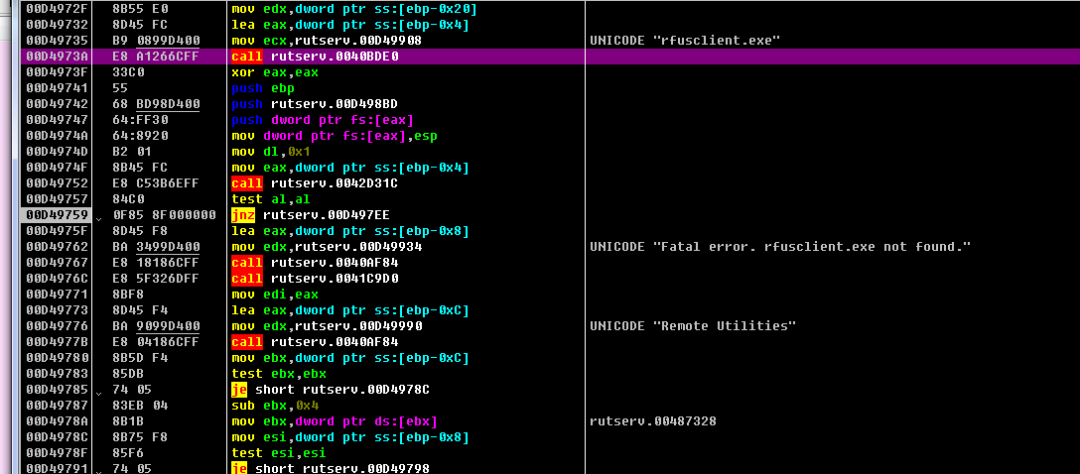 00D4972F 8B55 E0 mov edx,dword ptr ss:[ebp-0x20]
00D49732 8D45 FC lea eax,dword ptr ss:[ebp-0x4]
00D49735 B9 0899D400 mov ecx,rutserv.00D49908 UNICODE "rfusclient.exe"
00D4973A E8 A1266CFF call rutserv.0040BDE0
00D4973F 33C0 xor eax,eax
00D49741 55 push ebp
00D49742 68 BD98D400 push rutserv.00D498BD
00D49747 64:FF30 push dword ptr fs:[eax]
00D4974A 64:8920 mov dword ptr fs:[eax],esp
00D4974D B2 01 mov dl,0x1
00D4974F 8B45 FC mov eax,dword ptr ss:[ebp-0x4]
00D49752 E8 C53B6EFF call rutserv.0042D31C
00D49757 84C0 test al,al
00D49759 0F85 8F000000 jnz rutserv.00D497EE
00D4975F 8D45 F8 lea eax,dword ptr ss:[ebp-0x8]
00D49762 BA 3499D400 mov edx,rutserv.00D49934 UNICODE "Fatal error. rfusclient.exe not found."
00D49767 E8 18186CFF call rutserv.0040AF84
00D4976C E8 5F326DFF call rutserv.0041C9D0
00D49771 8BF8 mov edi,eax
00D49773 8D45 F4 lea eax,dword ptr ss:[ebp-0xC]
00D49776 BA 9099D400 mov edx,rutserv.00D49990 UNICODE "Remote Utilities"
00D4977B E8 04186CFF call rutserv.0040AF84
00D49780 8B5D F4 mov ebx,dword ptr ss:[ebp-0xC]
00D49783 85DB test ebx,ebx
00D49785 74 05 je short rutserv.00D4978C
00D49787 83EB 04 sub ebx,0x4
00D4978A 8B1B mov ebx,dword ptr ds:[ebx] rutserv.00487328
00D4978C 8B75 F8 mov esi,dword ptr ss:[ebp-0x8]
00D4978F 85F6 test esi,esi
00D49791 74 05 je short rutserv.00D49798